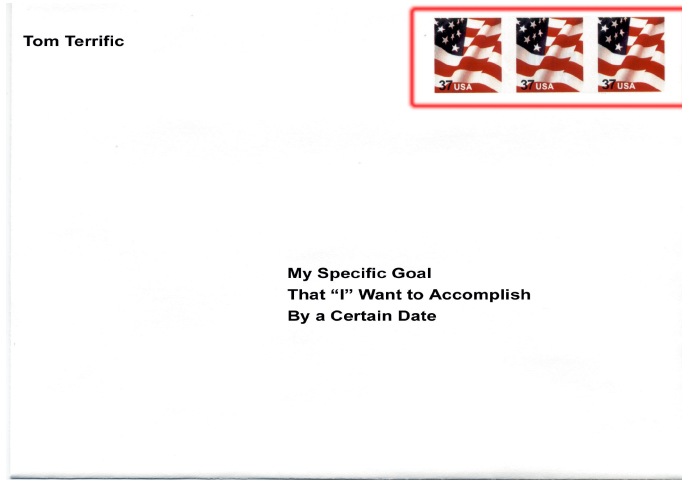 Tom Terrific
37 USA
37 USA
37 USA
My Specific Goal
That “I” Want to Accomplish
By a Certain Date